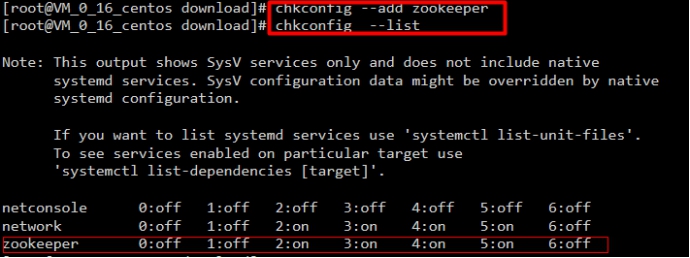 [root@VM_0_16_centos download]# chkconfig --add zookeeper
[root@VM_0_16_centos download]# chkconfig  --list
Note: This output shows SysV services only and does not include native
systemd services. SysV configuration data might be overridden by native
systemd configuration.
If you want to list systemd services use 'systemctl list-unit-files'.
To see services enabled on particular target use
'systemctl list-dependencies [target]'.
netconsole 0:off 1:off 2:off 3:off 4:off 5:off 6:off
network 0:off 1:off 2:on 3:on 4:on 5:on 6:off
zookeeper 0:off 1:off 2:on 3:on 4:on 5:on 6:off